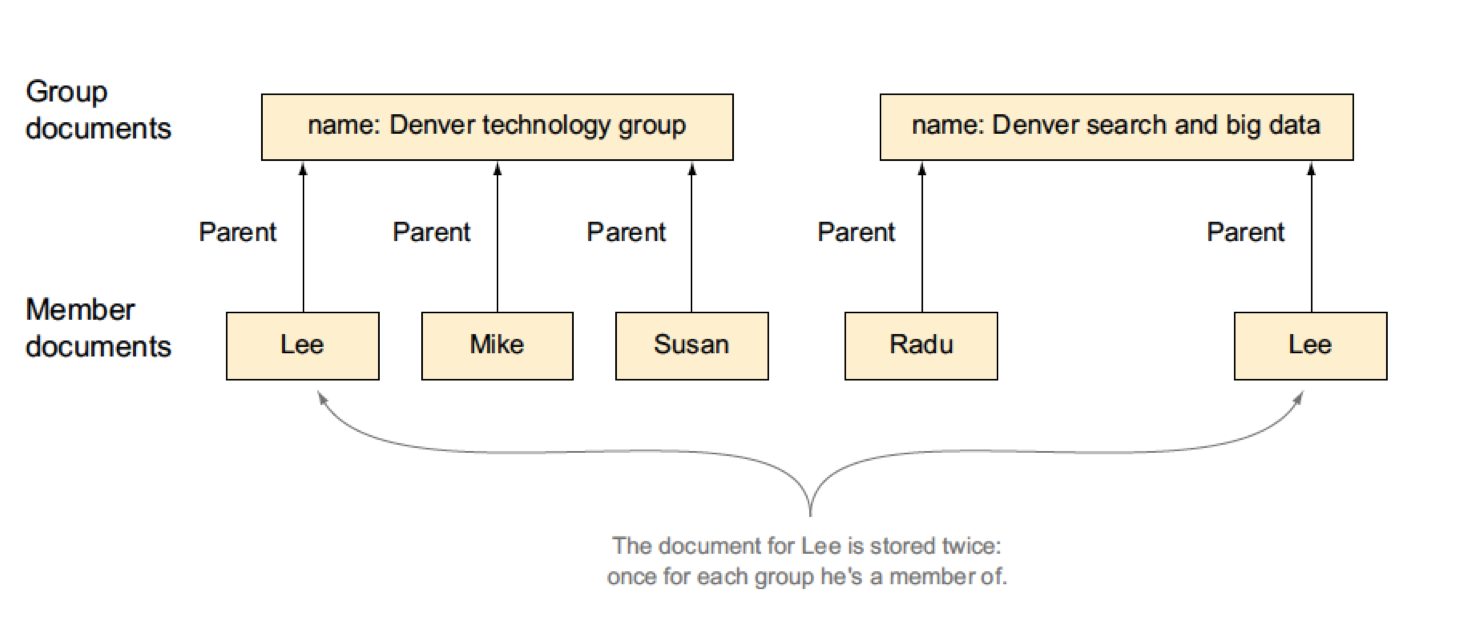 Group
documents
name: Denver technology group
name: Denver search and big data
Parent
Parent
Parent
Parent
Parent
Member
documents
Lee
Mike
Susan
Radu
Lee
The document for Lee is stored twice:
once for each group he's a member of.